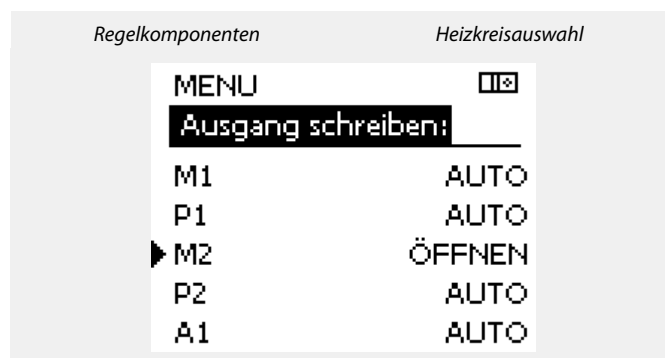 Regelkomponenten Heizkreisauswahl
MENU
Ausgang schreiben:
M1 AUTO
P1 AUTO
M2 ÖFFNEN
P2 AUTO
A1 AUTO